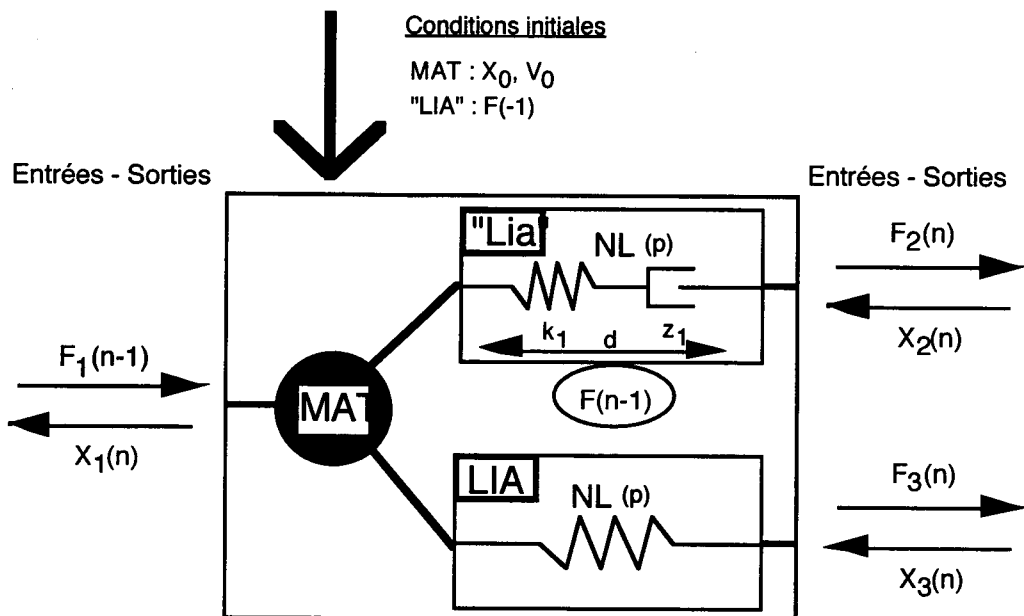 Conditions initiales
MAT : X0, V0
"LIA" : F(-1)
Entrées - Sorties
Entrées - Sorties
"Lia"
NL (p)
k1 d z1
F(n-1)
F2(n)
X2(n)
F1(n-1)
X1(n)
MAT
LIA
NL (p)
F3(n)
X3(n)